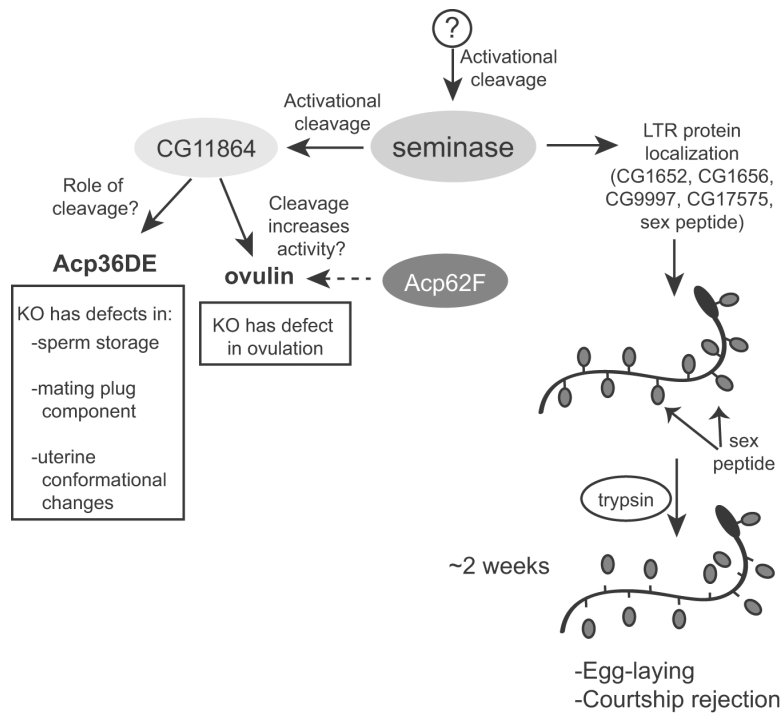 ?
Activational
cleavage
Activational
cleavage
CG11864
seminase
LTR protein
localization
(CG1652, CG1656,
CG9997, CG17575,
sex peptide)
Role of
cleavage?
Cleavage
increases
activity?
Acp36DE
ovulin
Acp62F
KO has defects in:
-sperm storage
-mating plug
component
-uterine
conformational
changes
KO has defect
in ovulation
sex
peptide
trypsin
~2 weeks
-Egg-laying
-Courtship rejection